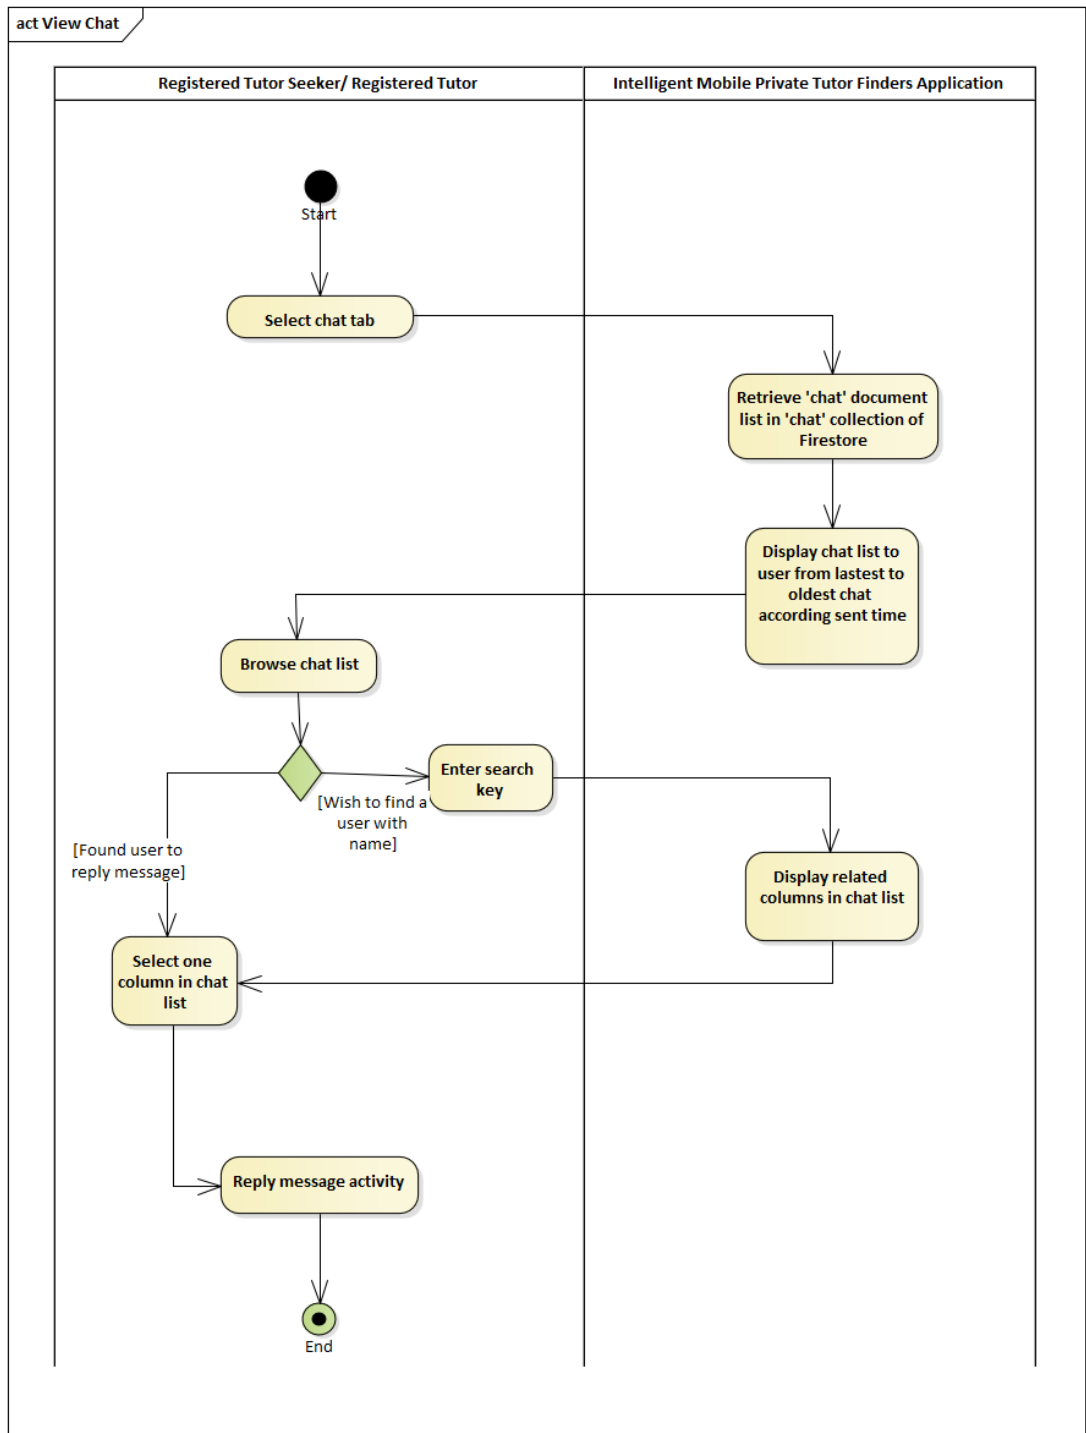 act View Chat
Registered Tutor Seeker/ Registered Tutor
Intelligent Mobile Private Tutor Finders Application
Start
Select chat tab
Retrieve 'chat' document
list in 'chat' collection of
Firestore
Display chat list to
user from lastest to
oldest chat
according sent time
Browse chat list
Enter search
key
[Wish to find a
user with
name]
[Found user to
reply message]
Display related
columns in chat list
Select one
column in chat
list
Reply message activity
End